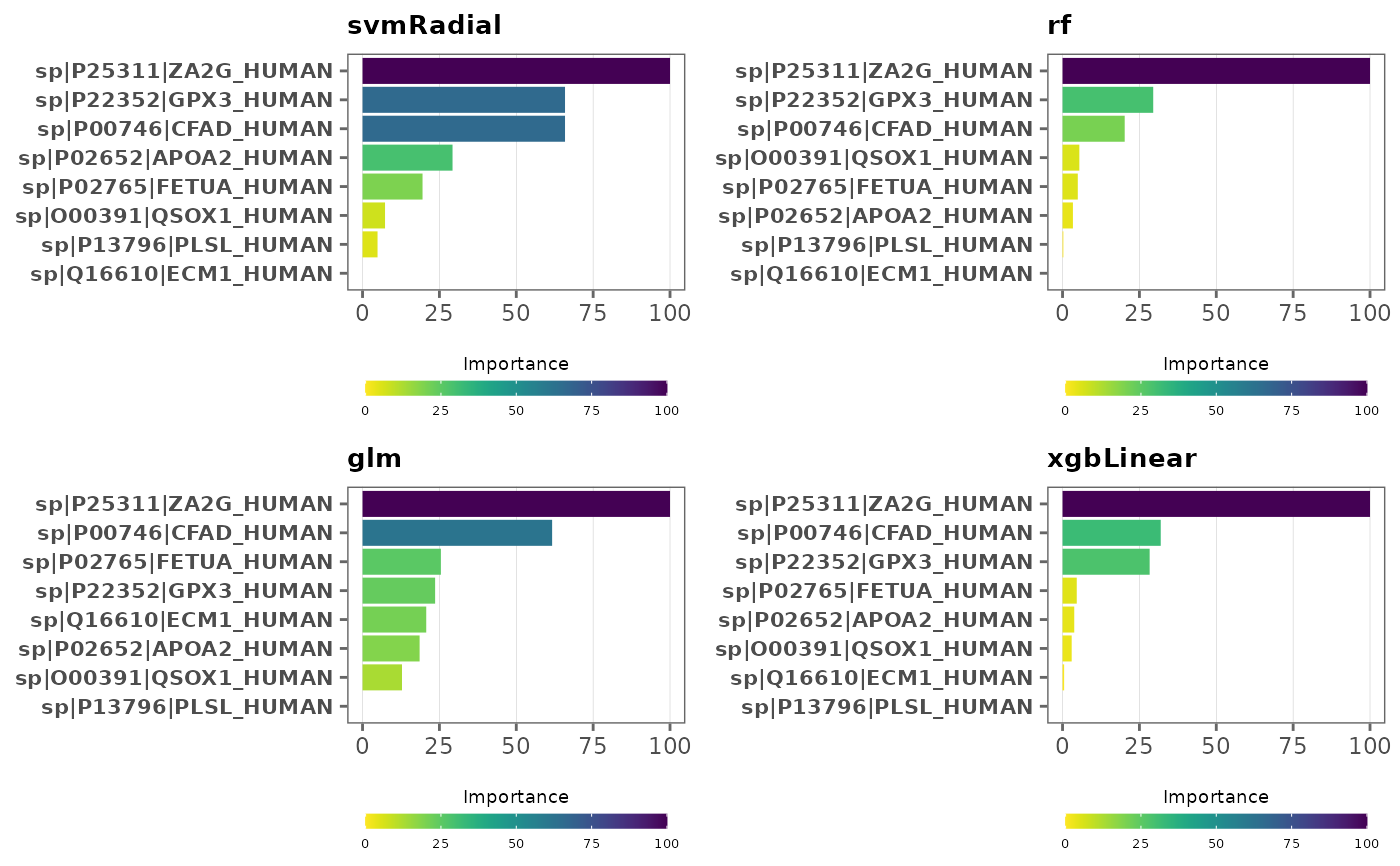 svmRadial
sp|P25311|ZA2G_HUMAN
sp|P22352|GPX3_HUMAN
sp|P00746|CFAD_HUMAN
sp|P02652|APOA2_HUMAN
sp|P02765|FETUA_HUMAN
sp|O00391|QSOX1_HUMAN
sp|P13796|PLSL_HUMAN
sp|Q16610|ECM1_HUMAN
0 25 50 75 100
Importance
0 25 50 75 100
rf
sp|P25311|ZA2G_HUMAN
sp|P22352|GPX3_HUMAN
sp|P00746|CFAD_HUMAN
sp|O00391|QSOX1_HUMAN
sp|P02765|FETUA_HUMAN
sp|P02652|APOA2_HUMAN
sp|P13796|PLSL_HUMAN
sp|Q16610|ECM1_HUMAN
0 25 50 75 100
Importance
0 25 50 75 100
glm
sp|P25311|ZA2G_HUMAN
sp|P00746|CFAD_HUMAN
sp|P02765|FETUA_HUMAN
sp|P22352|GPX3_HUMAN
sp|Q16610|ECM1_HUMAN
sp|P02652|APOA2_HUMAN
sp|O00391|QSOX1_HUMAN
sp|P13796|PLSL_HUMAN
0 25 50 75 100
Importance
0 25 50 75 100
xgbLinear
sp|P25311|ZA2G_HUMAN
sp|P00746|CFAD_HUMAN
sp|P22352|GPX3_HUMAN
sp|P02765|FETUA_HUMAN
sp|P02652|APOA2_HUMAN
sp|O00391|QSOX1_HUMAN
sp|Q16610|ECM1_HUMAN
sp|P13796|PLSL_HUMAN
0 25 50 75 100
Importance
0 25 50 75 100